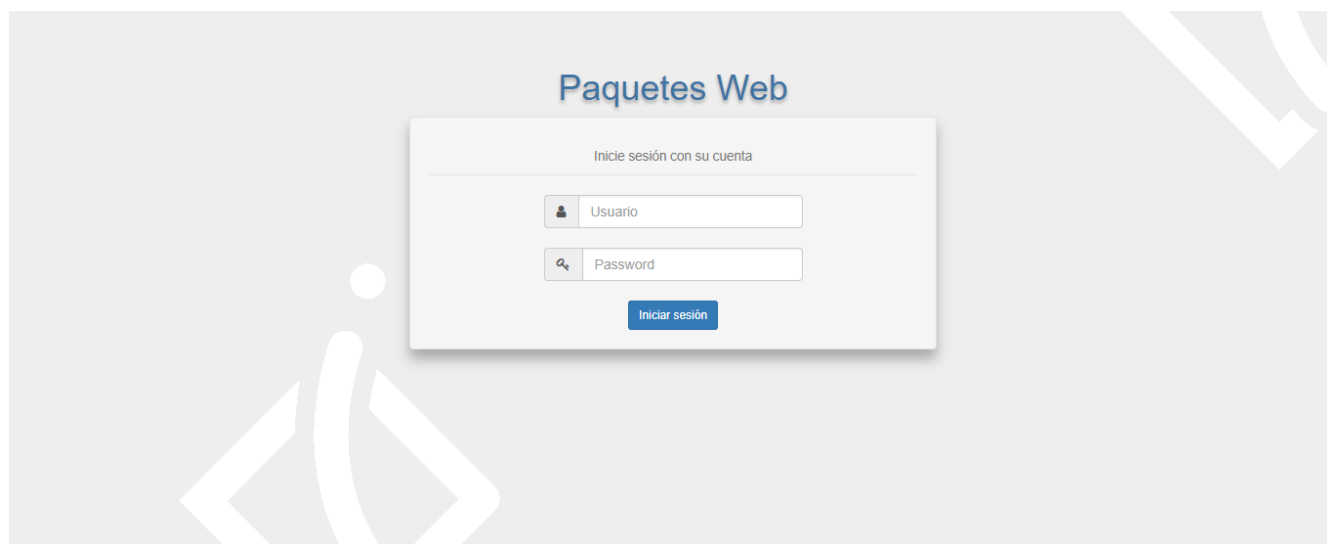 Paquetes Web
Inicie sesión con su cuenta
Usuario
Password
Iniciar sesión